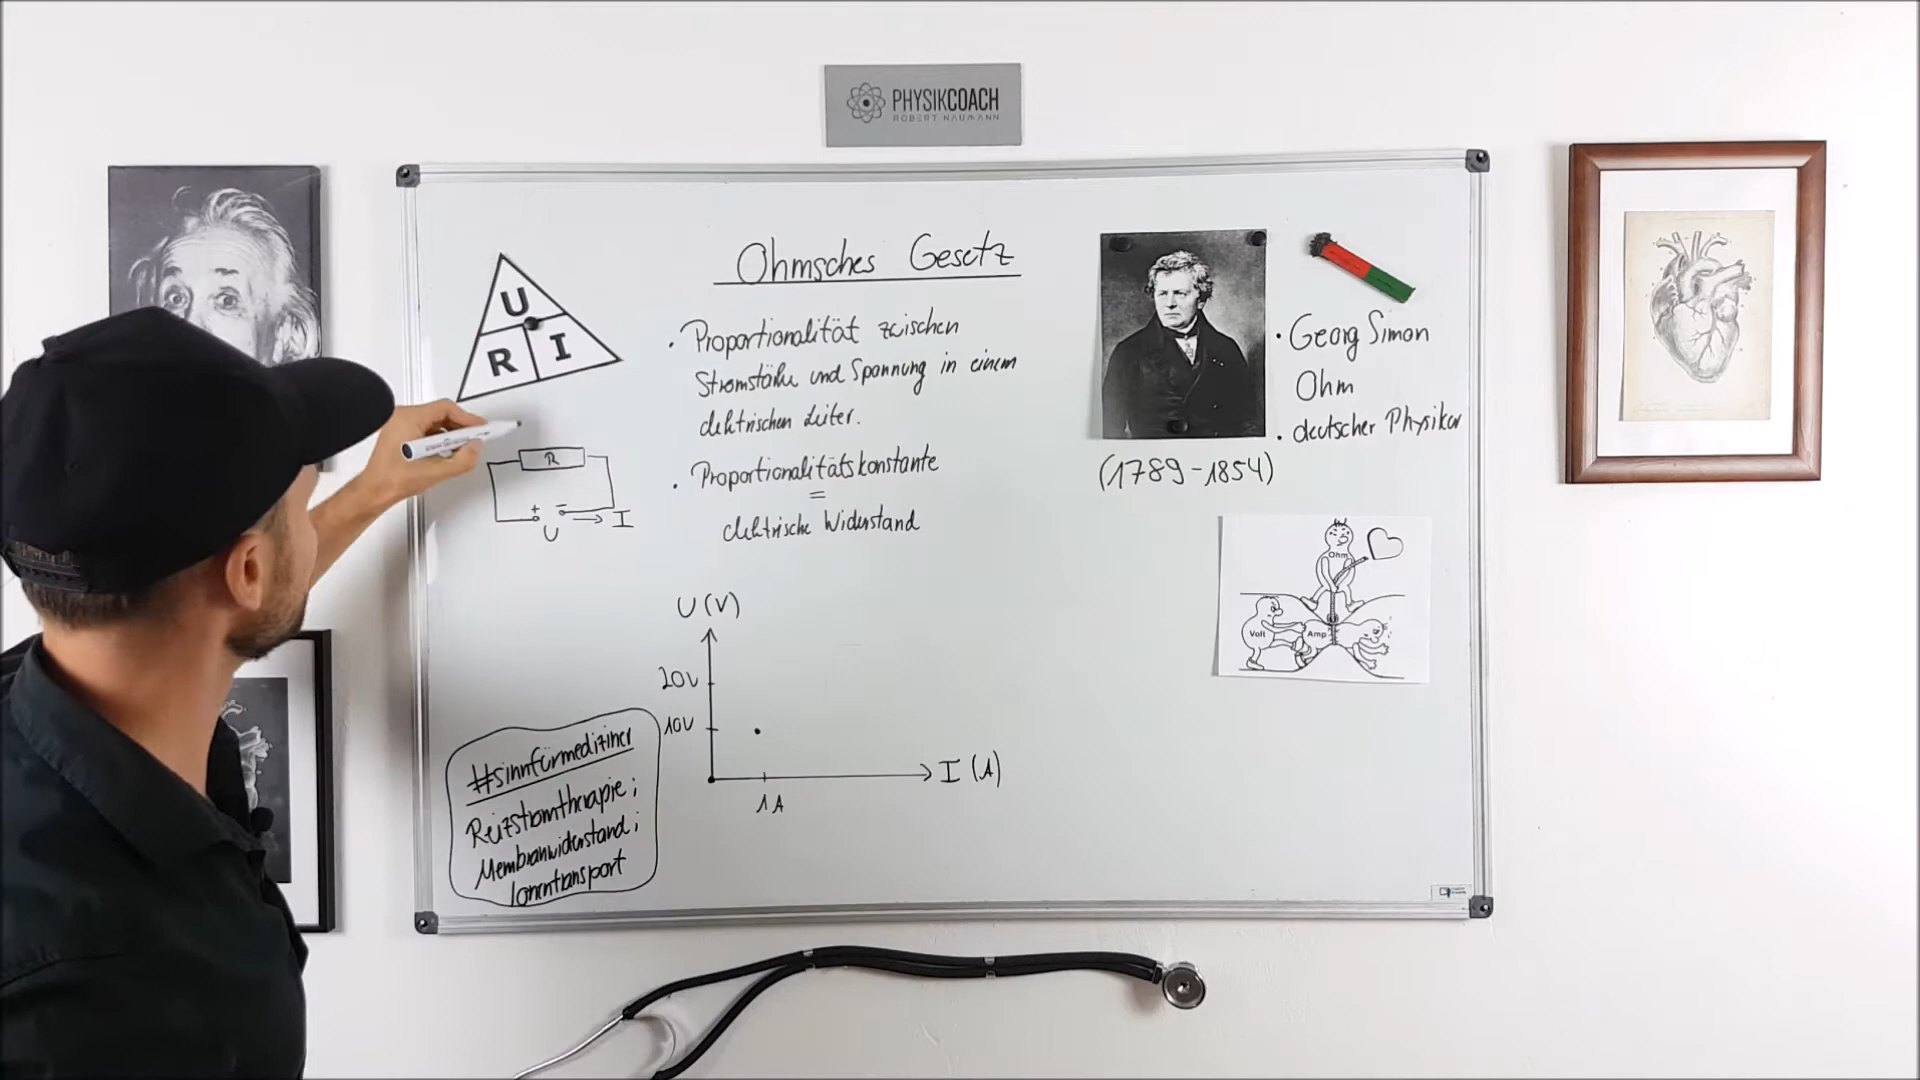 PHYSIKCOACH
ROBERT NAUMANN
Ohmsches Gesetz
U
R I
• Proportionalität zwischen
Stromstärke und Spannung in einem
elektrischen Leiter.
• Proportionalitätskonstante
=
elektrische Widerstand
R
+ −
U
→ I
• Georg Simon
Ohm
• deutscher Physiker
(1789-1854)
Ohm
Volt
Amp
U (V)
20V
10V
1A
I (A)
#sinnfürmediziner
Reizstromtherapie;
Membranwiderstand;
Ionentransport